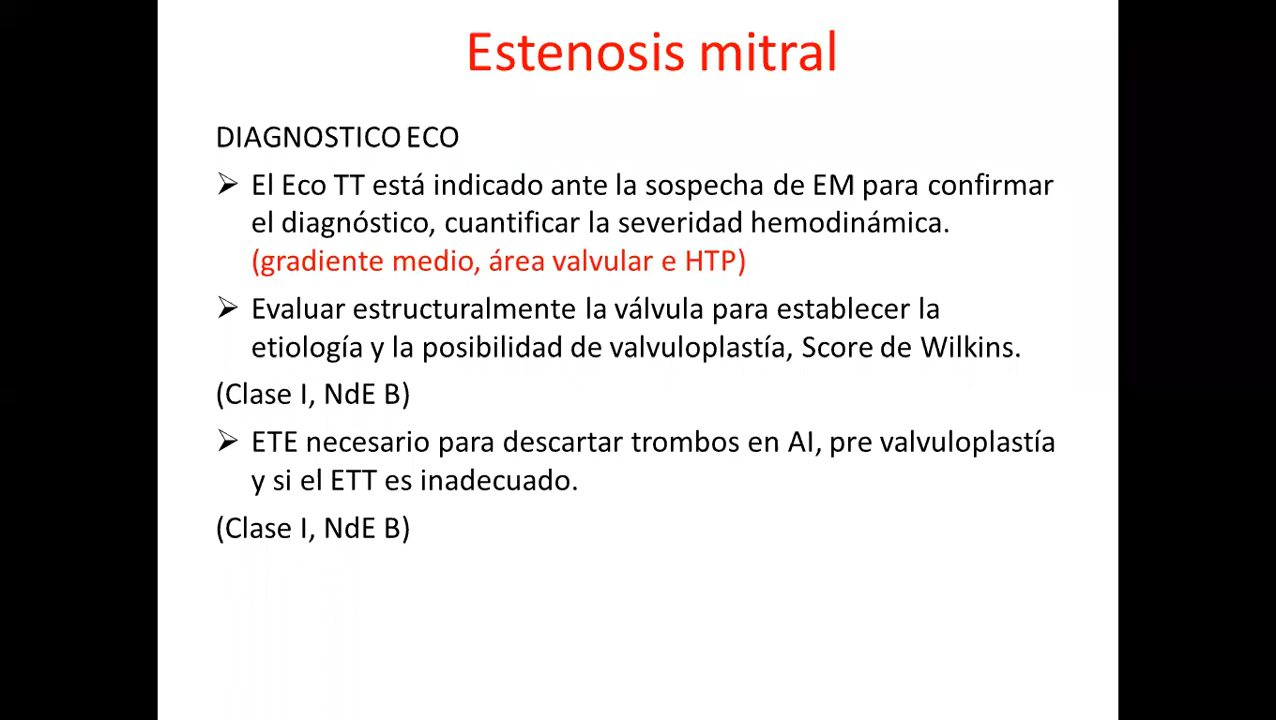 Estenosis mitral
DIAGNOSTICO ECO
➢ El Eco TT está indicado ante la sospecha de EM para confirmar
el diagnóstico, cuantificar la severidad hemodinámica.
(gradiente medio, área valvular e HTP)
➢ Evaluar estructuralmente la válvula para establecer la
etiología y la posibilidad de valvuloplastía, Score de Wilkins.
(Clase I, NdE B)
➢ ETE necesario para descartar trombos en AI, pre valvuloplastía
y si el ETT es inadecuado.
(Clase I, NdE B)